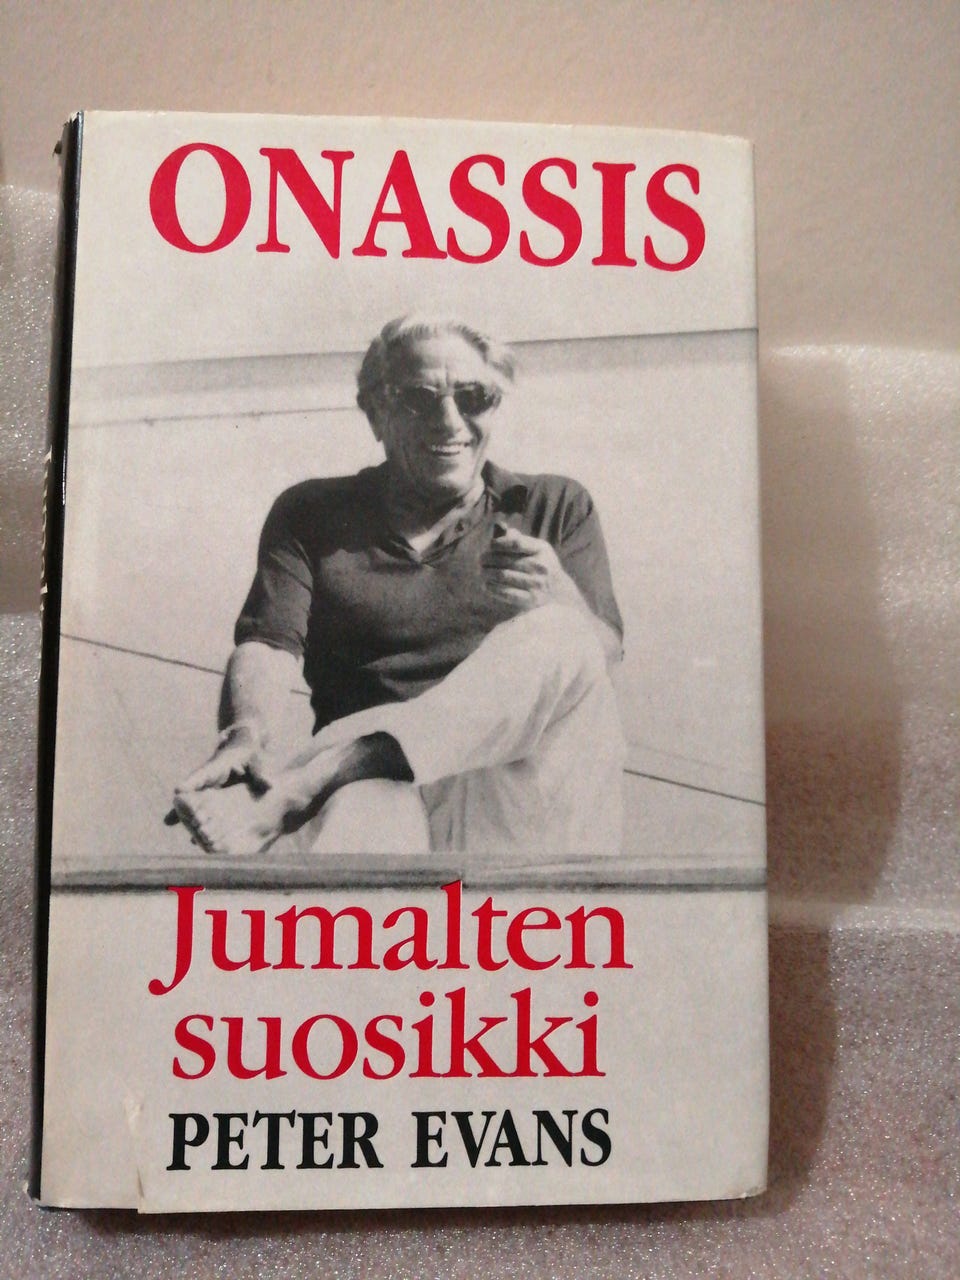 ONASSIS
Jumalten
suosikki
PETER EVANS